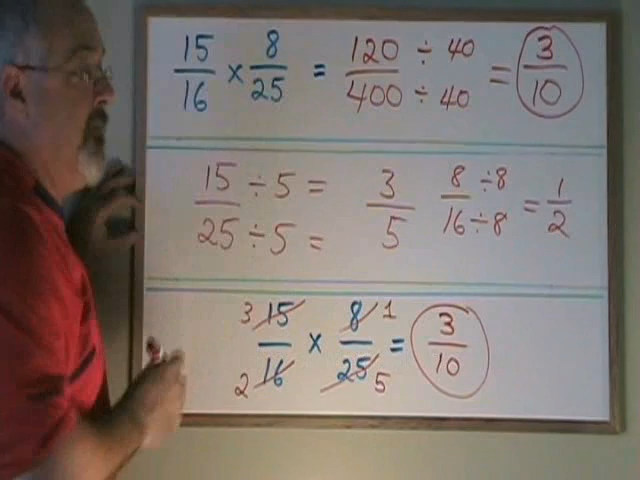 15/16 × 8/25 = 120 ÷ 40 / 400 ÷ 40 = 3/10
15 ÷ 5 = / 25 ÷ 5 = 3/5 8 ÷ 8 / 16 ÷ 8 = 1/2
3 15 / 2 16 × 8 1 / 25 5 = 3/10